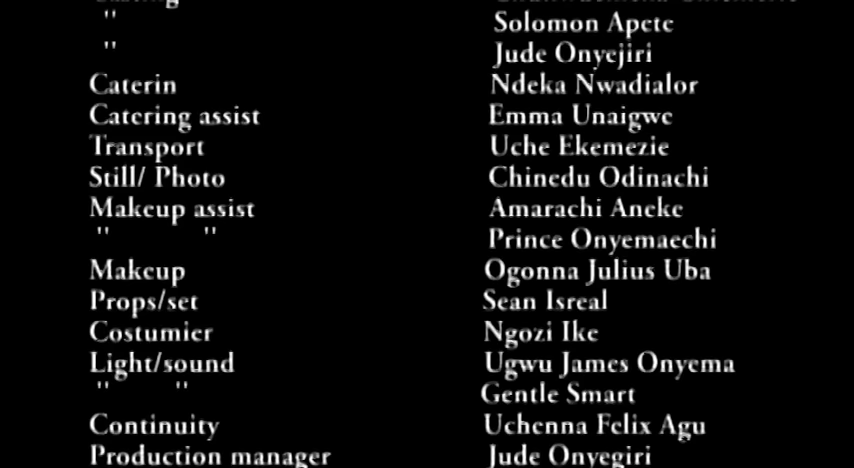 " Solomon Apete
" Jude Onyejiri
Caterin Ndeka Nwadialor
Catering assist Emma Unaigwe
Transport Uche Ekemezie
Still/ Photo Chinedu Odinachi
Makeup assist Amarachi Aneke
" " Prince Onyemaechi
Makeup Ogonna Julius Uba
Props/set Sean Isreal
Costumier Ngozi Ike
Light/sound Ugwu James Onyema
" " Gentle Smart
Continuity Uchenna Felix Agu
Production manager Jude Onyegiri